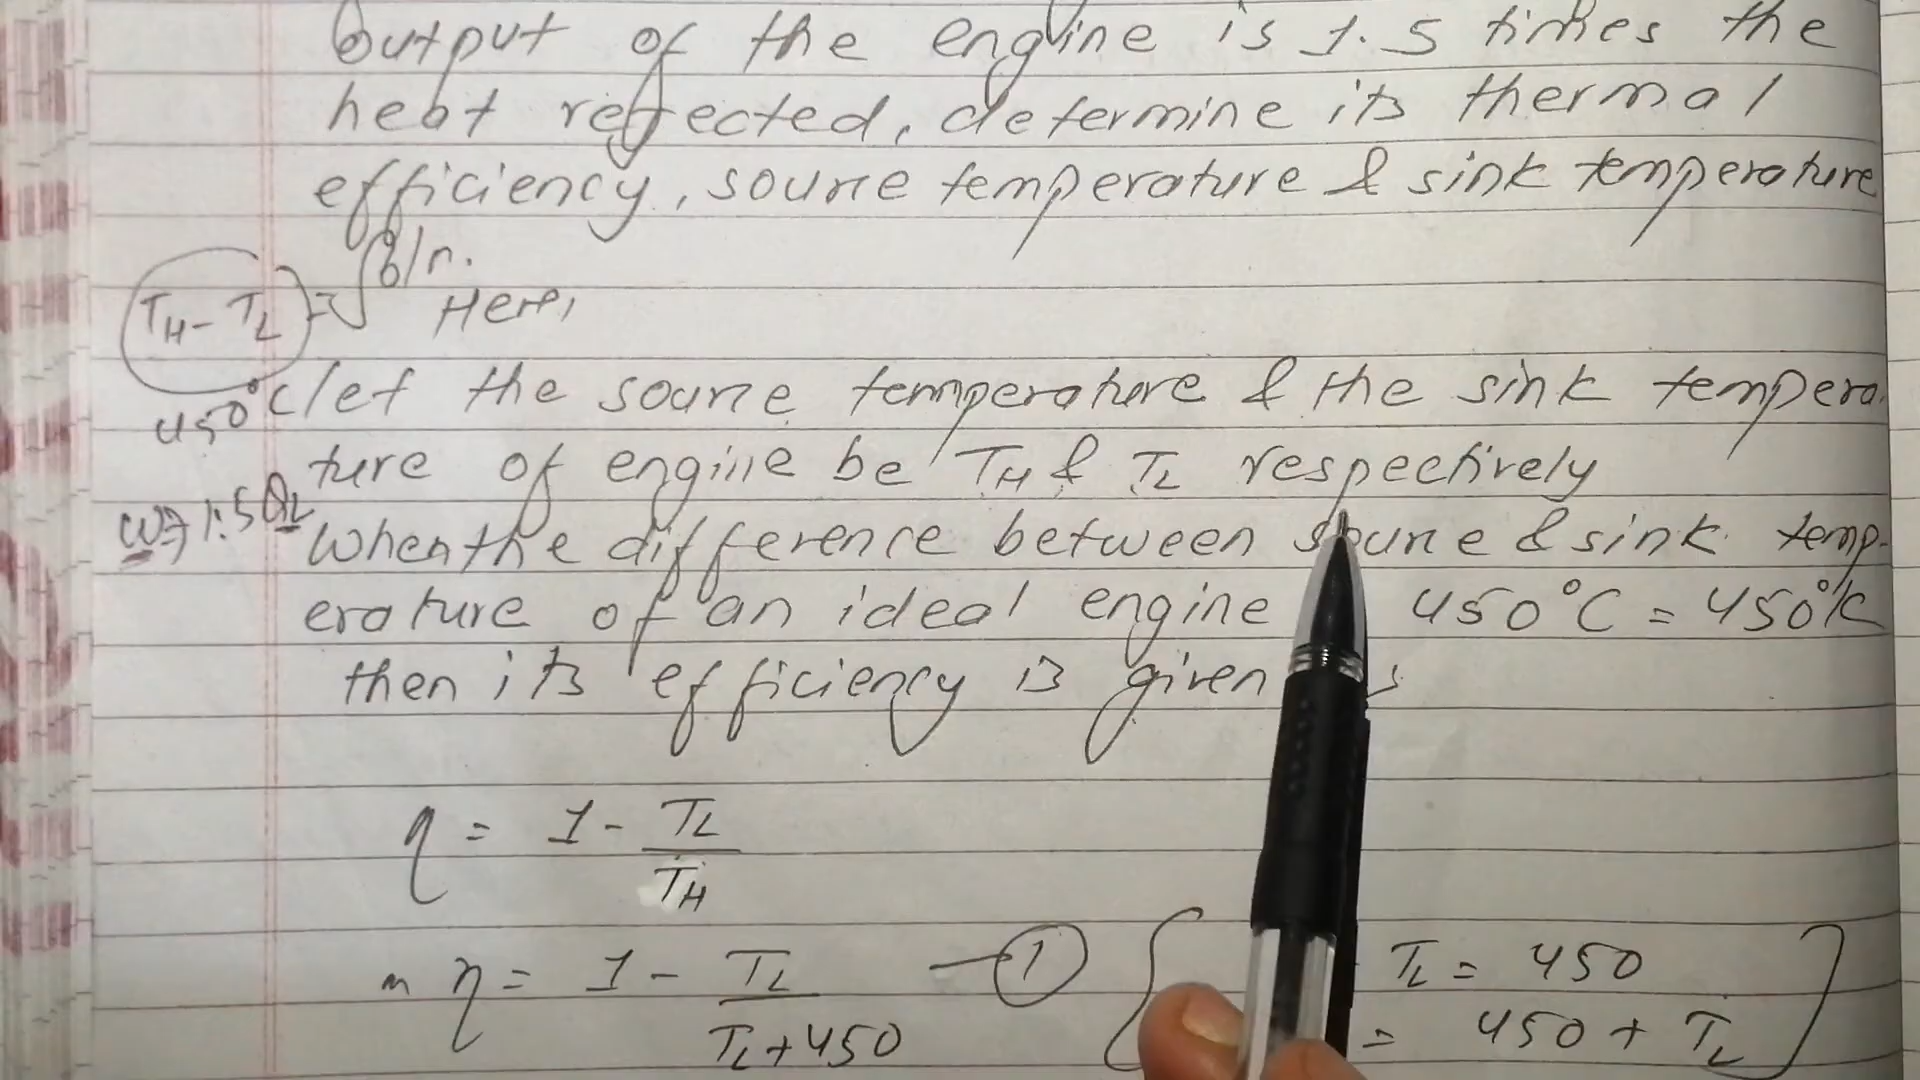 output of the engine is 1.5 times the
heat rejected, determine its thermal
efficiency, source temperature & sink temperature
Soln.
TH - TL =
Here,
450°C
let the source temperature & the sink tempera-
ture of engine be TH & TL respectively
W = 1.5 QL
When the difference between source & sink temp-
erature of an ideal engine 450°C = 450°K
then its efficiency is given
η = 1 - TL/TH
η = 1 - TL/TL+450 — 1 [ TL = 450
= 450 + TL ]